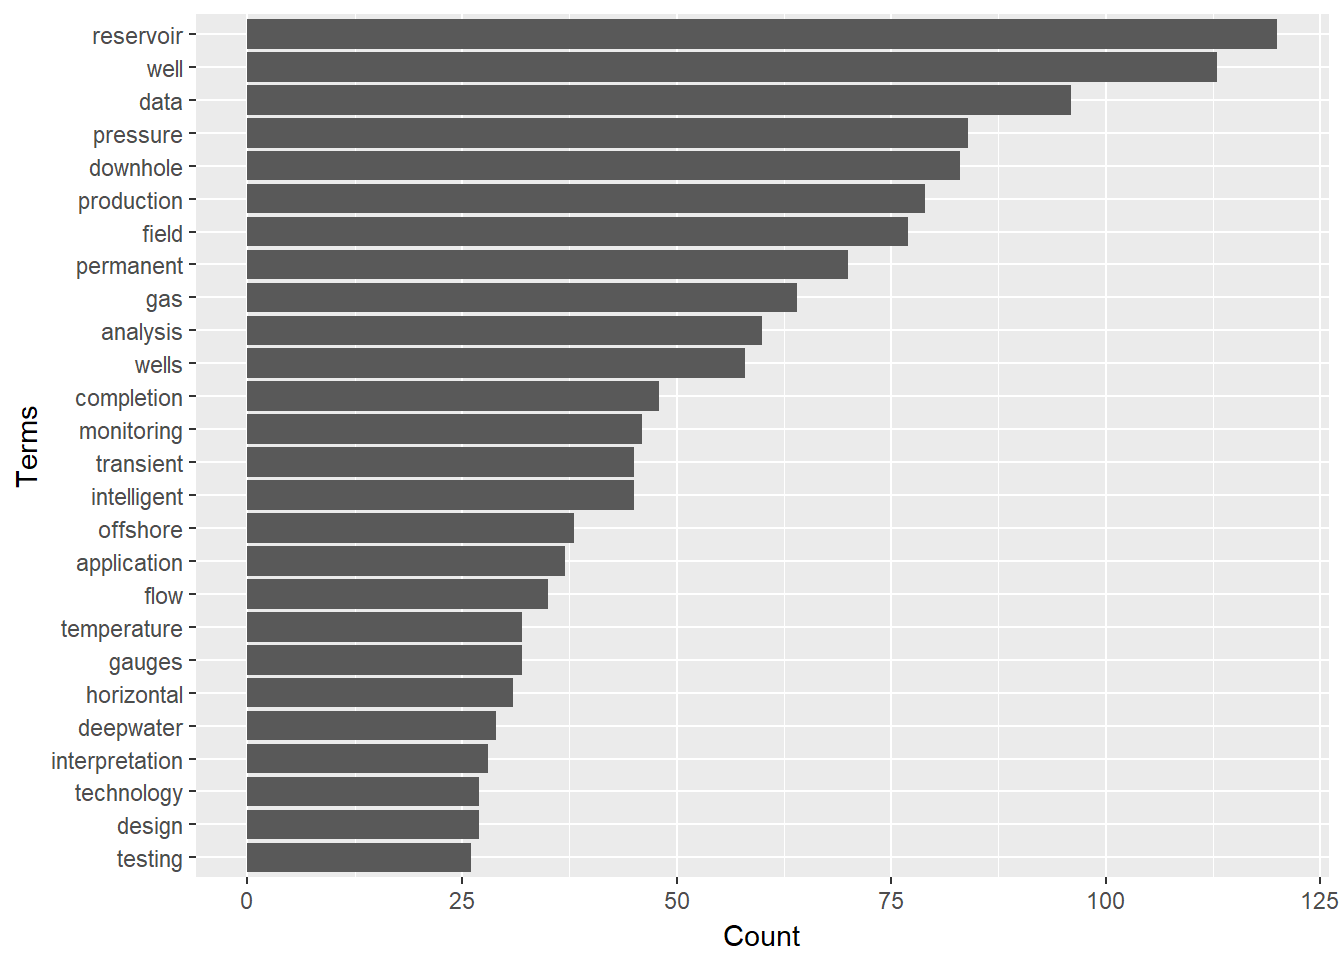 reservoir
well
data
pressure
downhole
production
field
permanent
gas
analysis
wells
completion
monitoring
transient
intelligent
offshore
application
flow
temperature
gauges
horizontal
deepwater
interpretation
technology
design
testing
Terms
0 25 50 75 100 125
Count